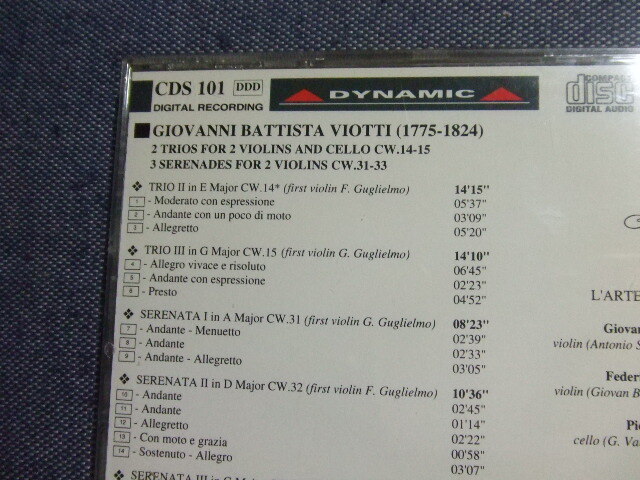 CDS 101 DDD
DIGITAL RECORDING
DYNAMIC
COMPACT
disc
DIGITAL AUDIO
GIOVANNI BATTISTA VIOTTI (1775-1824)
2 TRIOS FOR 2 VIOLINS AND CELLO CW.14-15
3 SERENADES FOR 2 VIOLINS CW.31-33
❖ TRIO II in E Major CW.14* (first violin F. Guglielmo) 14'15"
1 - Moderato con espressione 05'37"
2 - Andante con un poco di moto 03'09"
3 - Allegretto 05'20"
❖ TRIO III in G Major CW.15 (first violin G. Guglielmo) 14'10"
4 - Allegro vivace e risoluto 06'45"
5 - Andante con espressione 02'23"
6 - Presto 04'52"
❖ SERENATA I in A Major CW.31 (first violin G. Guglielmo) 08'23"
7 - Andante - Menuetto 02'39"
8 - Andante 02'33"
9 - Andante - Allegretto 03'05"
❖ SERENATA II in D Major CW.32 (first violin F. Guglielmo) 10'36"
10 - Andante 02'45"
11 - Andante 01'14"
12 - Allegretto 02'22"
13 - Con moto e grazia 00'58"
14 - Sostenuto - Allegro 03'07"
❖ SERENATA III in
L'ARTE
Giovan
violin (Antonio S
Feder
violin (Giovan B
Pi
cello (G. Va